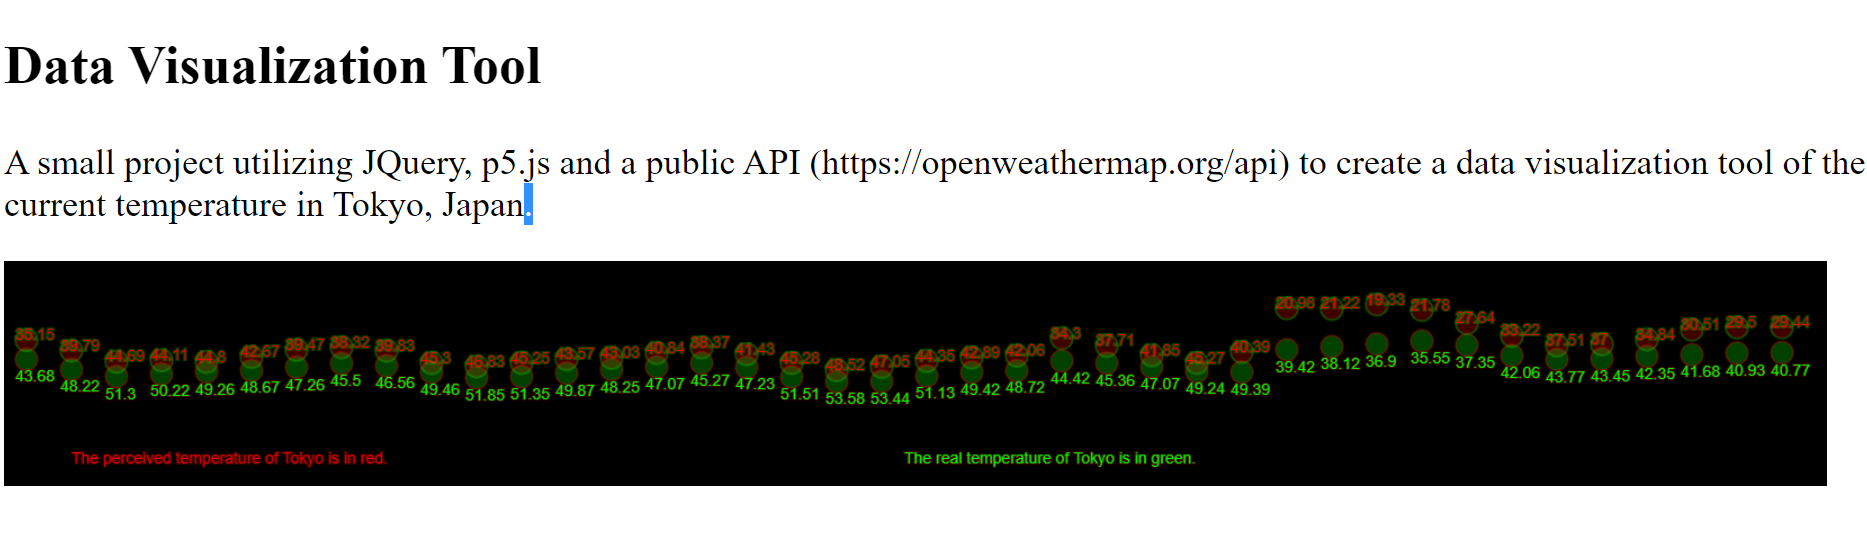 Data Visualization Tool
A small project utilizing JQuery, p5.js and a public API (https://openweathermap.org/api) to create a data visualization tool of the
current temperature in Tokyo, Japan.
35.15 39.79 44.69 44.11 44.8 42.67 39.47 38.32 39.83 45.3 46.83 45.25 43.57 43.03 40.84 38.37 41.43 45.28 48.52 47.05 44.35 42.89 42.06 34.3 37.71 41.85 45.27 40.39 20.98 21.22 19.33 21.78 27.64 33.22 37.51 37 34.84 30.51 29.5 29.44
43.68 48.22 51.3 50.22 49.26 48.67 47.26 45.5 46.56 49.46 51.85 51.35 49.87 48.25 47.07 45.27 47.23 51.51 53.58 53.44 51.13 49.42 48.72 44.42 45.36 47.07 49.24 49.39 39.42 38.12 36.9 35.55 37.35 42.06 43.77 43.45 42.35 41.68 40.93 40.77
The perceived temperature of Tokyo is in red.
The real temperature of Tokyo is in green.